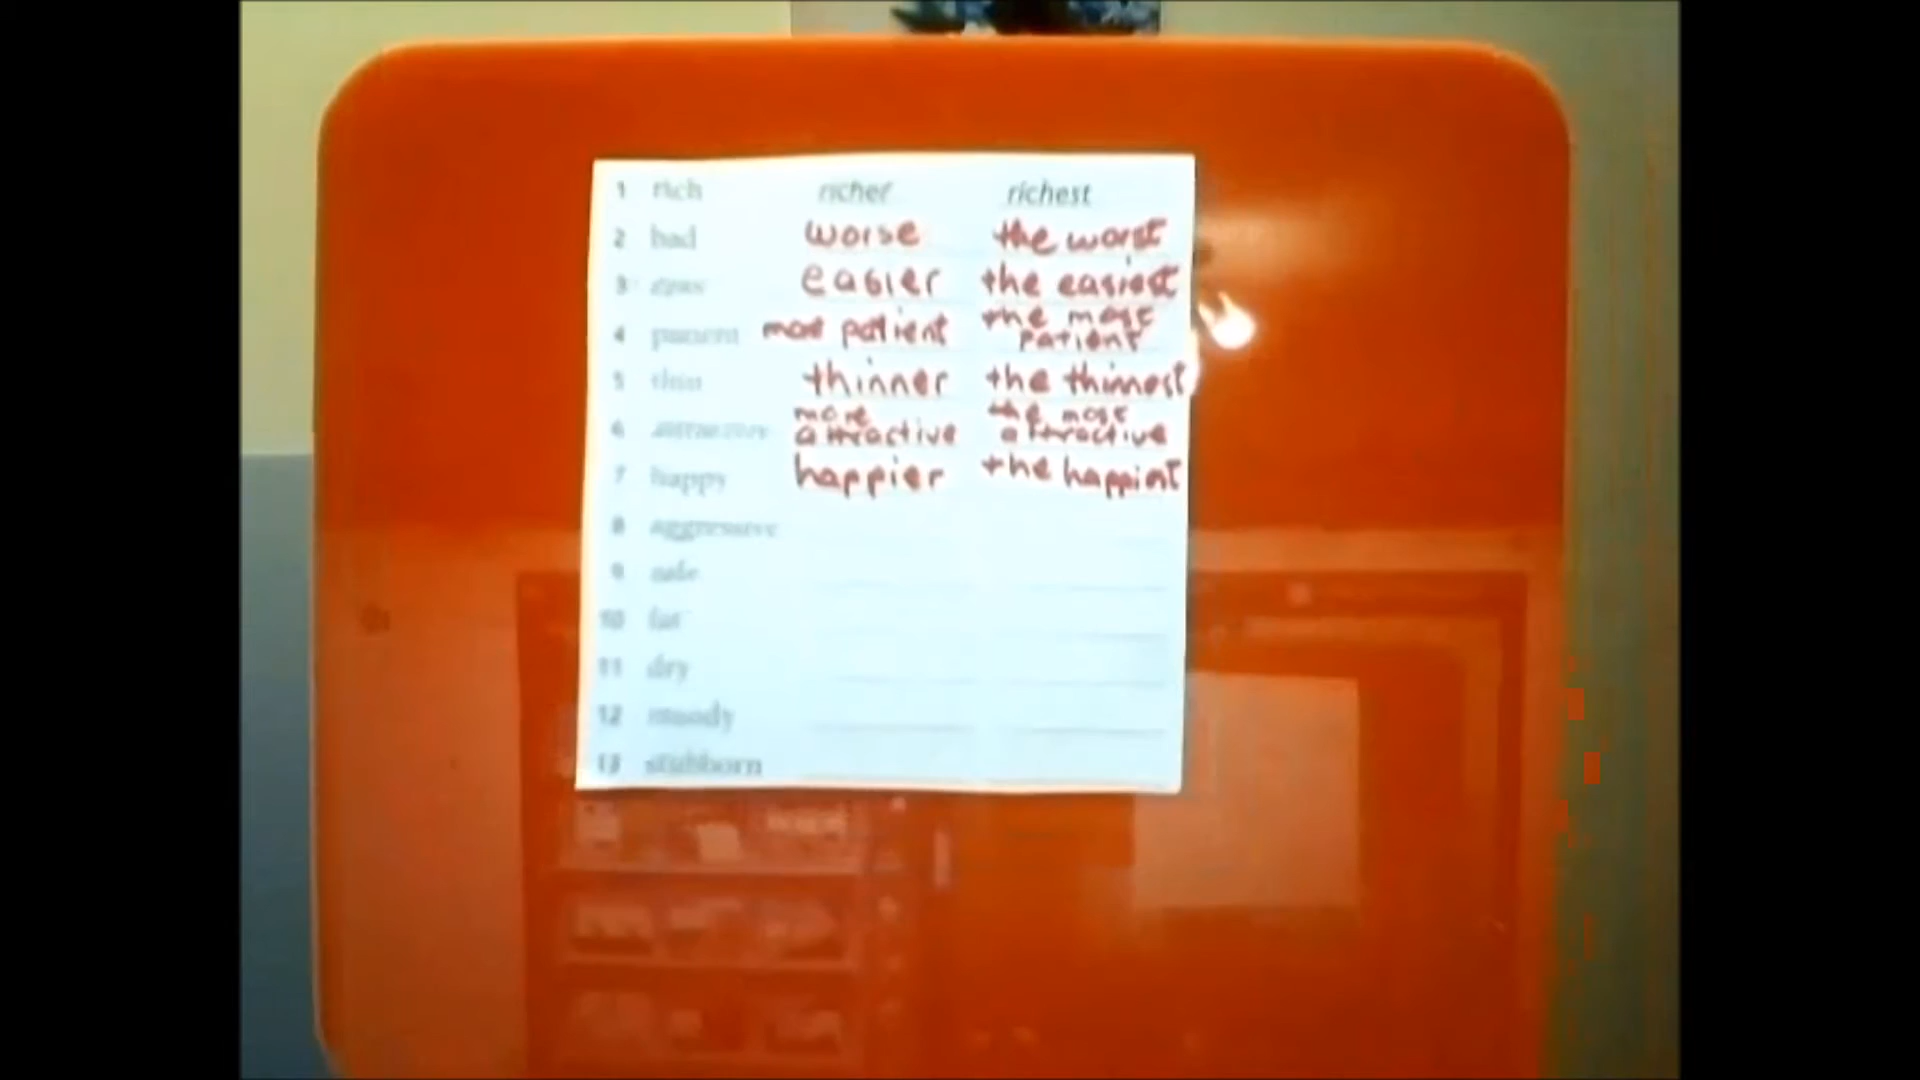 1 rich richer richest
2 bad worse the worst
3 easy easier the easiest
4 patient more patient the most patient
5 thin thinner the thinnest
6 attractive more attractive the most attractive
7 happy happier the happiest
8 aggressive
9 safe
10 fat
11 dry
12 moody
13 stubborn